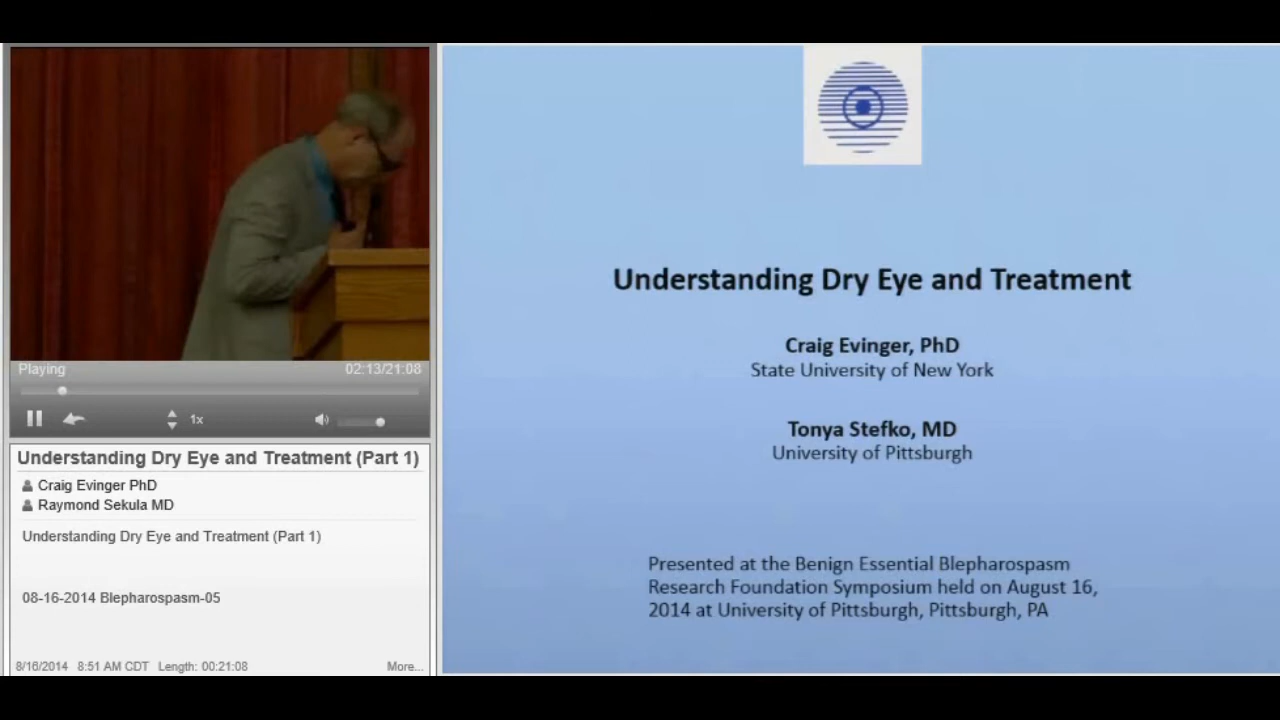 Playing
02:13/21:08
1x
Understanding Dry Eye and Treatment (Part 1)
Craig Evinger PhD
Raymond Sekula MD
Understanding Dry Eye and Treatment (Part 1)
08-16-2014 Blepharospasm-05
8/16/2014 8:51 AM CDT Length: 00:21:08
More...
Understanding Dry Eye and Treatment
Craig Evinger, PhD
State University of New York
Tonya Stefko, MD
University of Pittsburgh
Presented at the Benign Essential Blepharospasm
Research Foundation Symposium held on August 16,
2014 at University of Pittsburgh, Pittsburgh, PA